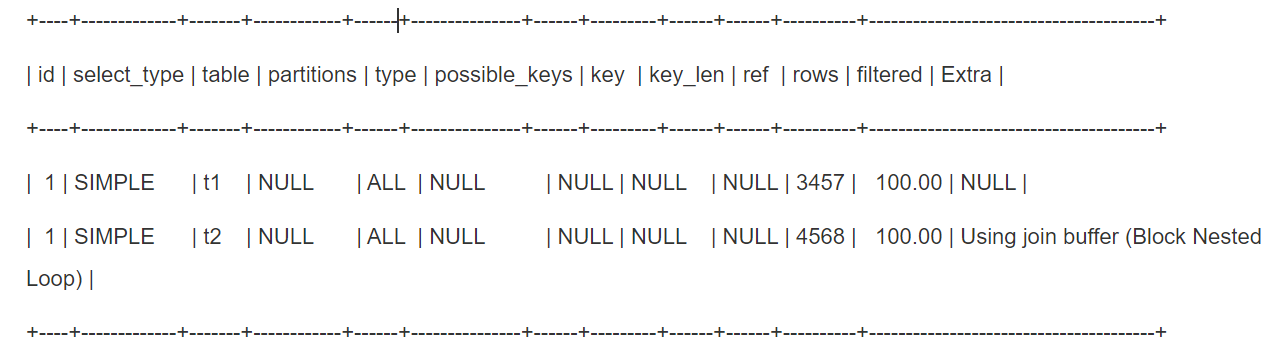 +----+-------------+-------+------------+------+---------------+------+---------+------+------+----------+---------------------------------------+
| id | select_type | table | partitions | type | possible_keys | key  | key_len | ref  | rows | filtered | Extra |
+----+-------------+-------+------------+------+---------------+------+---------+------+------+----------+---------------------------------------+
|  1 | SIMPLE      | t1    | NULL       | ALL  | NULL          | NULL | NULL    | NULL | 3457 |   100.00 | NULL |
|  1 | SIMPLE      | t2    | NULL       | ALL  | NULL          | NULL | NULL    | NULL | 4568 |   100.00 | Using join buffer (Block Nested
Loop) |
+----+-------------+-------+------------+------+---------------+------+---------+------+------+----------+---------------------------------------+